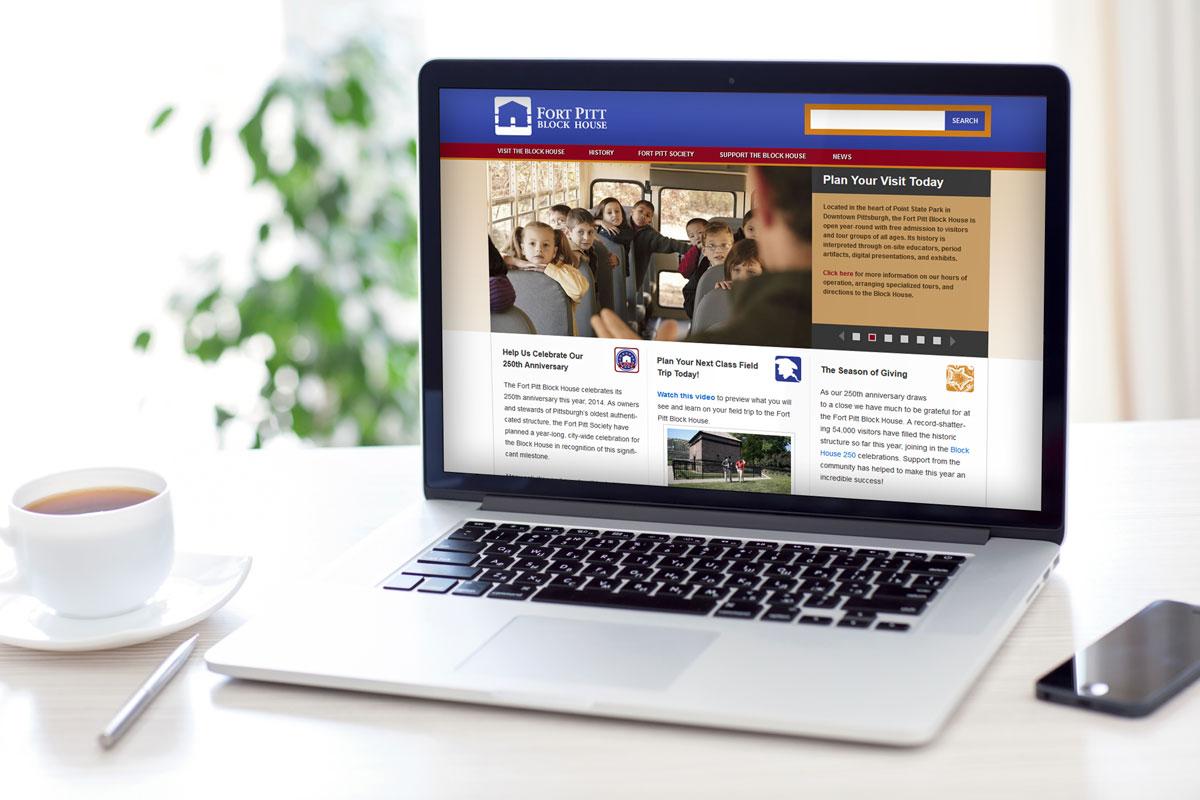 FORT PITT
BLOCK HOUSE
SEARCH
VISIT THE BLOCK HOUSE HISTORY FORT PITT SOCIETY SUPPORT THE BLOCK HOUSE NEWS
Plan Your Visit Today
Located in the heart of Point State Park in
Downtown Pittsburgh, the Fort Pitt Block House is
open year-round with free admission to visitors
and tour groups of all ages. Its history is
interpreted through on-site educators, period
artifacts, digital presentations, and exhibits.
Click here for more information on our hours of
operation, arranging specialized tours, and
directions to the Block House.
Help Us Celebrate Our
250th Anniversary
The Fort Pitt Block House celebrates its
250th anniversary this year, 2014. As owners
and stewards of Pittsburgh's oldest authenti-
cated structure, the Fort Pitt Society have
planned a year-long, city-wide celebration for
the Block House in recognition of this signifi-
cant milestone.
Plan Your Next Class Field
Trip Today!
Watch this video to preview what you will
see and learn on your field trip to the Fort
Pitt Block House.
The Season of Giving
As our 250th anniversary draws
to a close we have much to be grateful for at
the Fort Pitt Block House. A record-shatter-
ing 54,000 visitors have filled the historic
structure so far this year, joining in the Block
House 250 celebrations. Support from the
community has helped to make this year an
incredible success!